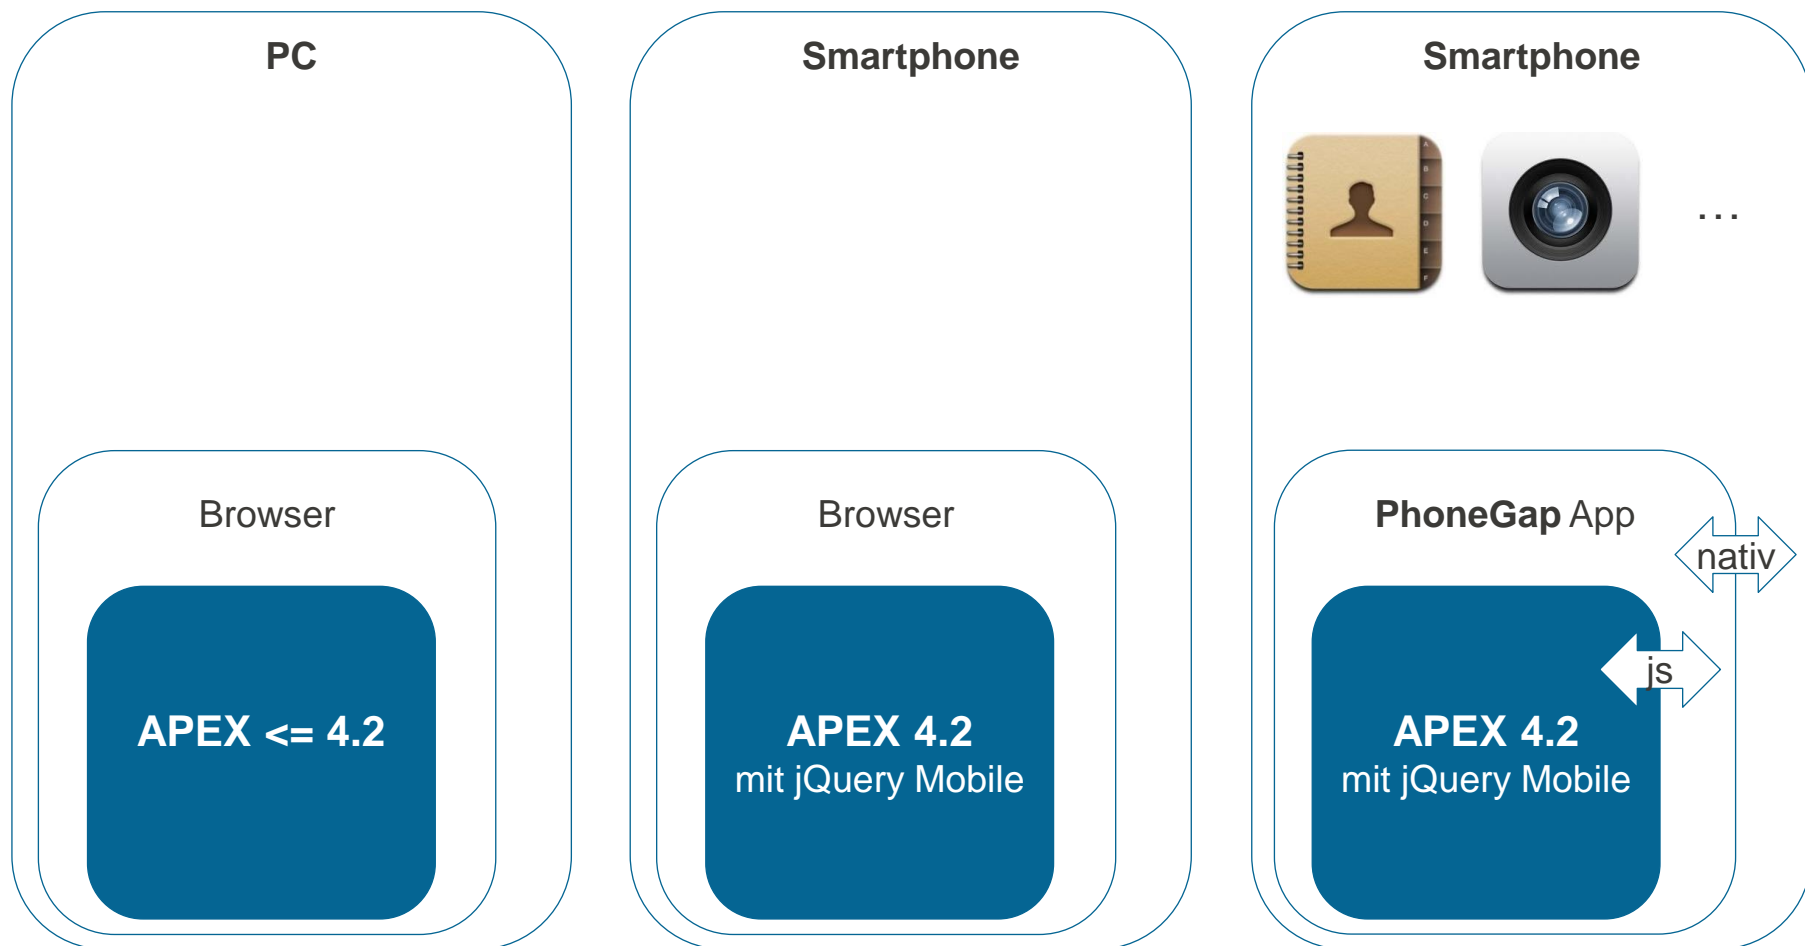 PC
Browser
APEX <= 4.2
Smartphone
Browser
APEX 4.2
mit jQuery Mobile
Smartphone
A
B
C
D
E
F
...
PhoneGap App
nativ
js
APEX 4.2
mit jQuery Mobile